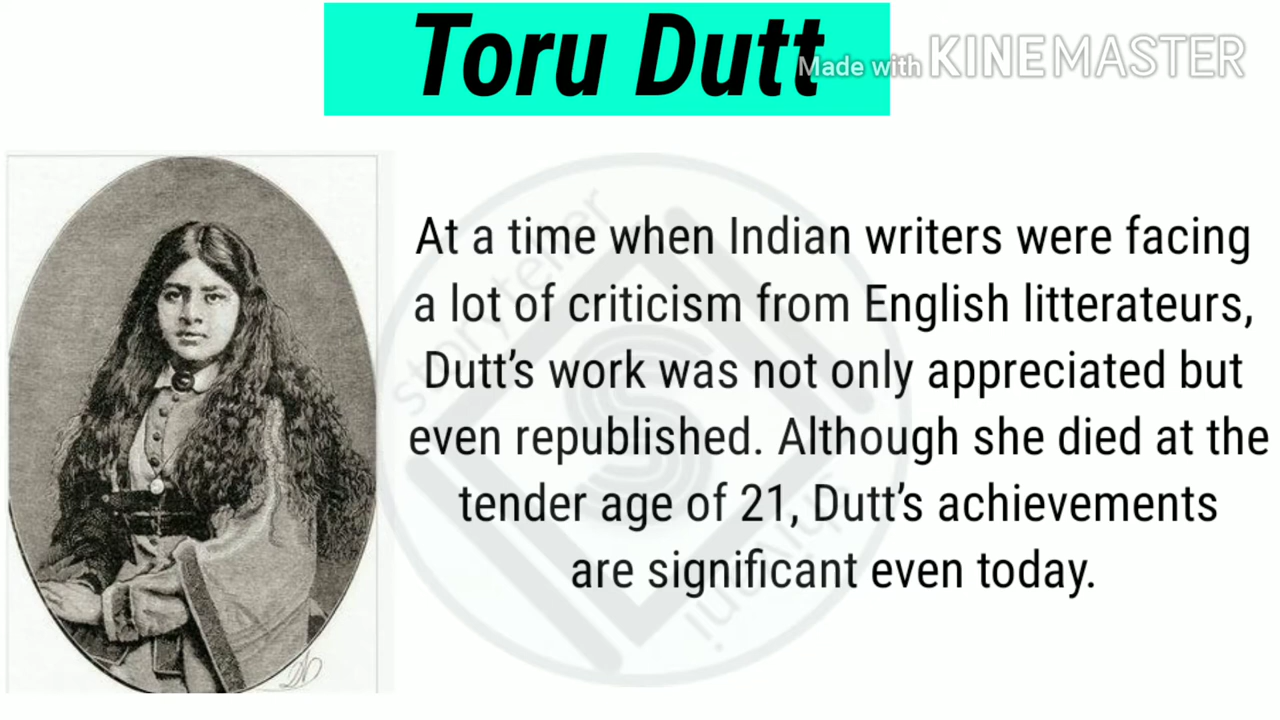 Toru Dutt
Made with KINEMASTER
At a time when Indian writers were facing
a lot of criticism from English litterateurs,
Dutt's work was not only appreciated but
even republished. Although she died at the
tender age of 21, Dutt's achievements
are significant even today.